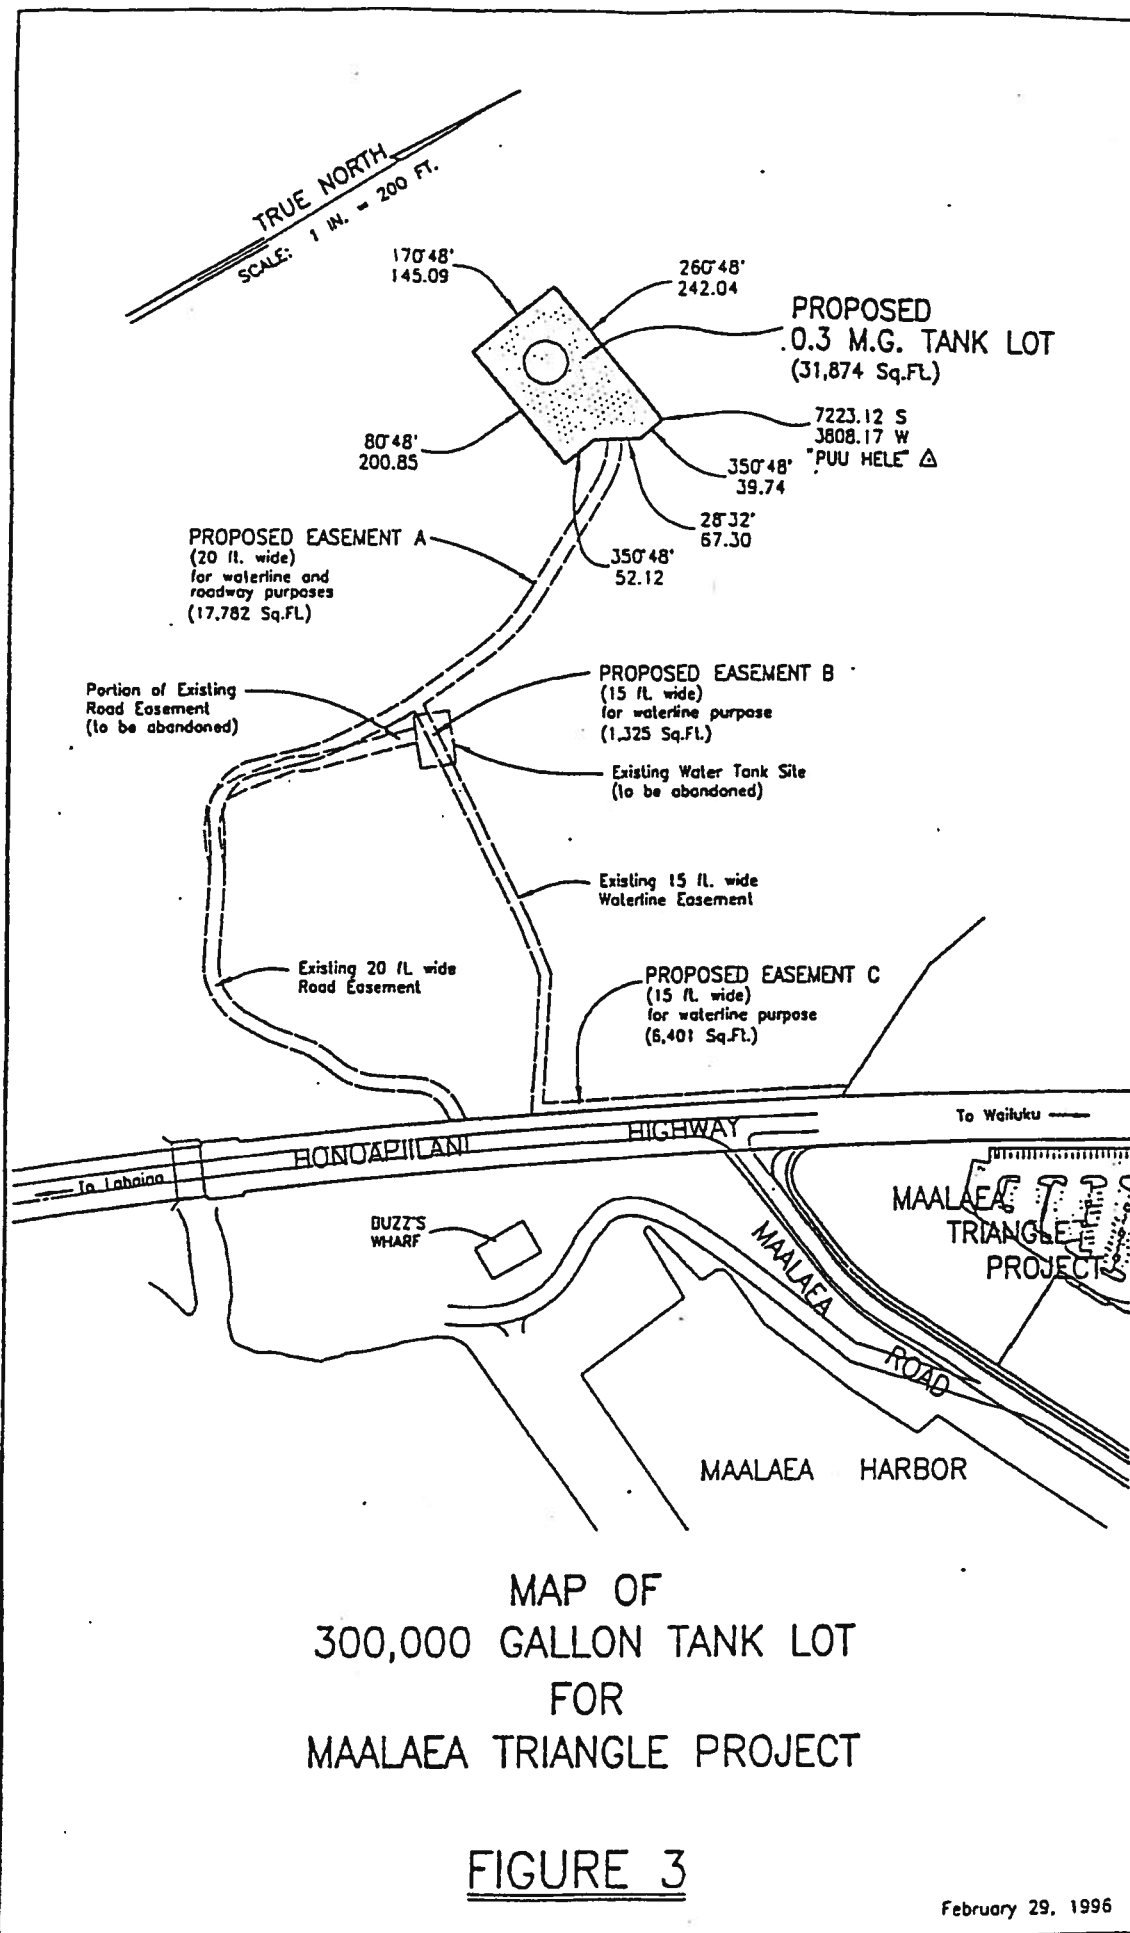 TRUE NORTH
SCALE: 1 IN. = 200 FT.
170°48'
145.09
260°48'
242.04
PROPOSED
0.3 M.G. TANK LOT
(31,874 Sq.Ft.)
7223.12 S
3808.17 W
"PUU HELE"
80°48'
200.85
350°48'
39.74
28°32'
67.30
350°48'
52.12
PROPOSED EASEMENT A
(20 ft. wide)
for waterline and
roadway purposes
(17,782 Sq.Ft.)
Portion of Existing
Road Easement
(to be abandoned)
PROPOSED EASEMENT B
(15 ft. wide)
for waterline purpose
(1,325 Sq.Ft.)
Existing Water Tank Site
(to be abandoned)
Existing 15 ft. wide
Waterline Easement
Existing 20 ft. wide
Road Easement
PROPOSED EASEMENT C
(15 ft. wide)
for waterline purpose
(6,401 Sq.Ft.)
To Wailuku
HONOAPIILANI HIGHWAY
To Lahaina
BUZZ'S
WHARF
MAALAEA
TRIANGLE
PROJECT
MAALAEA ROAD
MAALAEA HARBOR
MAP OF
300,000 GALLON TANK LOT
FOR
MAALAEA TRIANGLE PROJECT
FIGURE 3
February 29, 1996